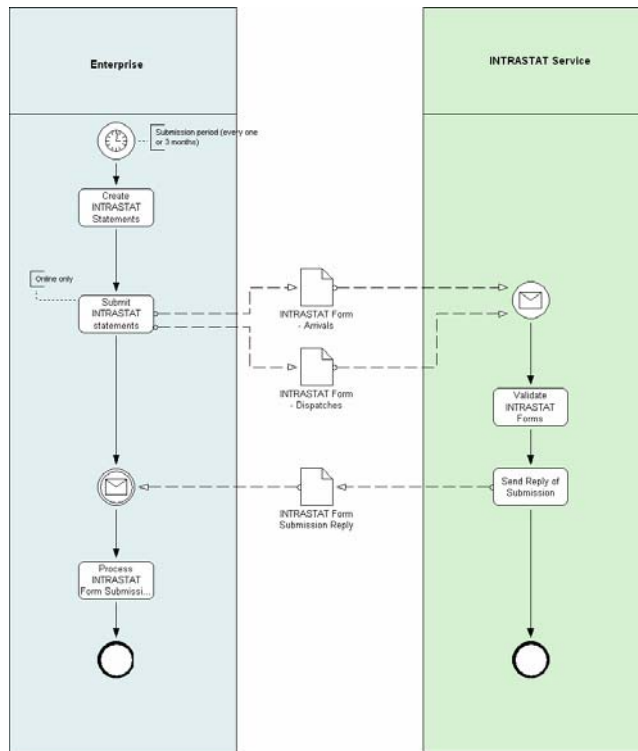 Enterprise
INTRASTAT Service
Submission period (every one
or 3 months)
Create
INTRASTAT
Statements
Online only
Submit
INTRASTAT
statements
INTRASTAT Form
- Arrivals
INTRASTAT Form
- Dispatches
Validate
INTRASTAT
Forms
Send Reply of
Submission
INTRASTAT Form
Submission Reply
Process
INTRASTAT
Form Submissi...